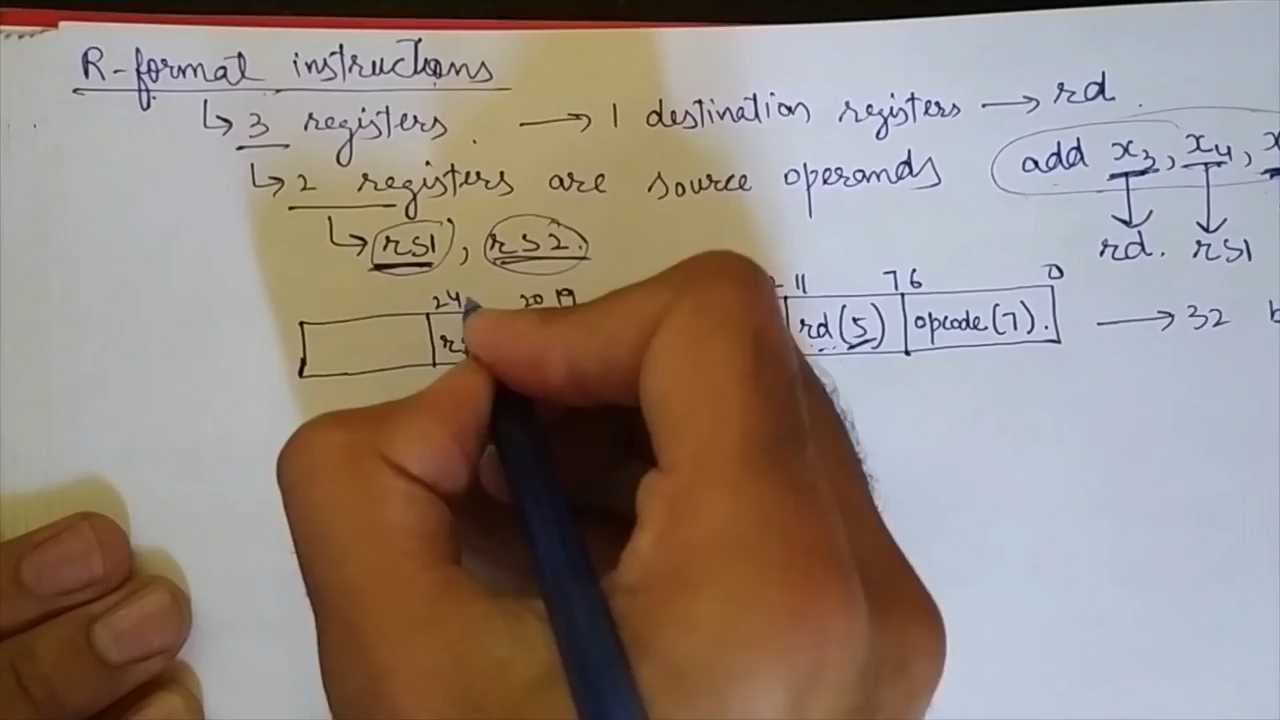 R-format instructions
↳ 3 registers. → 1 destination registers → rd.
↳ 2 registers are source operands add x3, x4,
↳ rs1, rs2. rd. rs1
24 20 19 11 7 6 0
rd(5) opcode(7). → 32